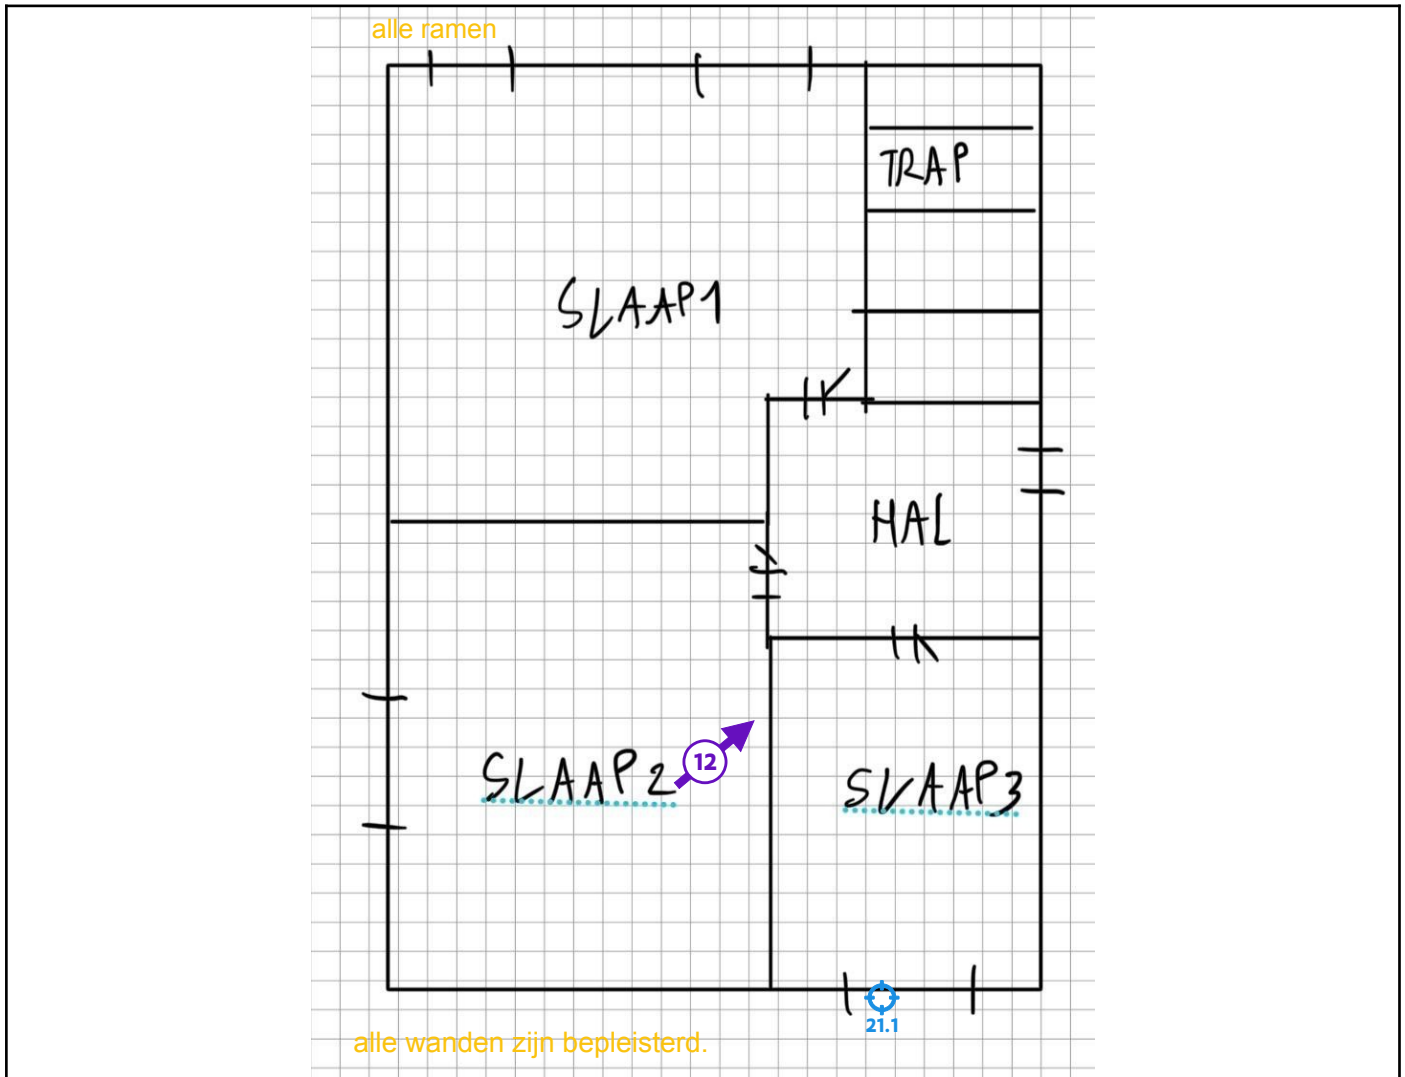 alle ramen
TRAP
SLAAP1
HAL
SLAAP2
12
SLAAP3
21.1
alle wanden zijn bepleisterd.